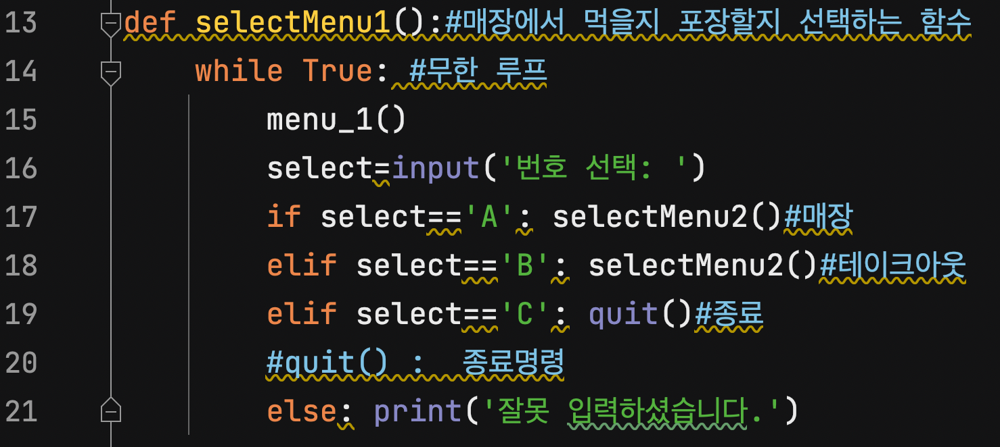 13 def selectMenu1():#매장에서 먹을지 포장할지 선택하는 함수
14     while True: #무한 루프
15         menu_1()
16         select=input('번호 선택: ')
17         if select=='A': selectMenu2()#매장
18         elif select=='B': selectMenu2()#테이크아웃
19         elif select=='C': quit()#종료
20         #quit() :  종료명령
21         else: print('잘못 입력하셨습니다.')